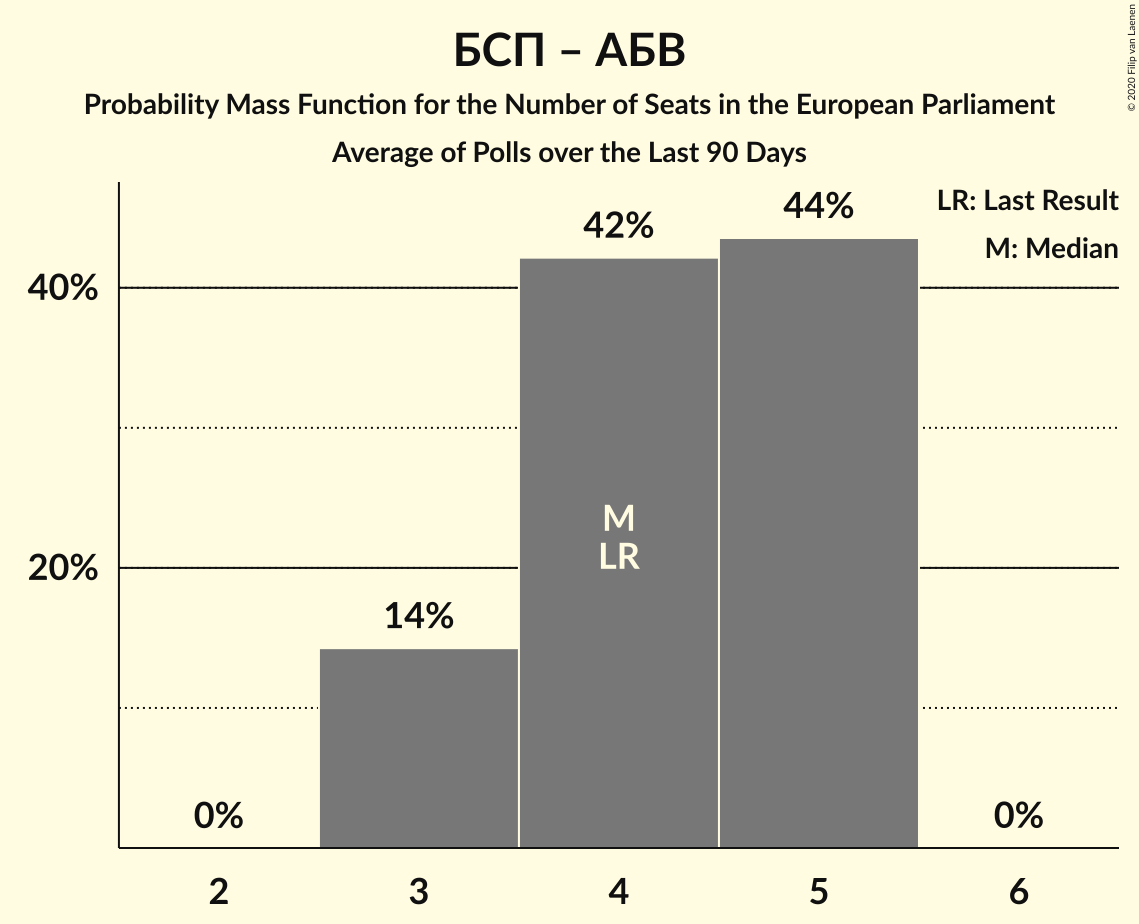 БСП – АБВ
Probability Mass Function for the Number of Seats in the European Parliament
Average of Polls over the Last 90 Days
© 2020 Filip van Laenen
LR: Last Result
M: Median
44%
42%
40%
M
LR
20%
14%
0%
0%
2 3 4 5 6